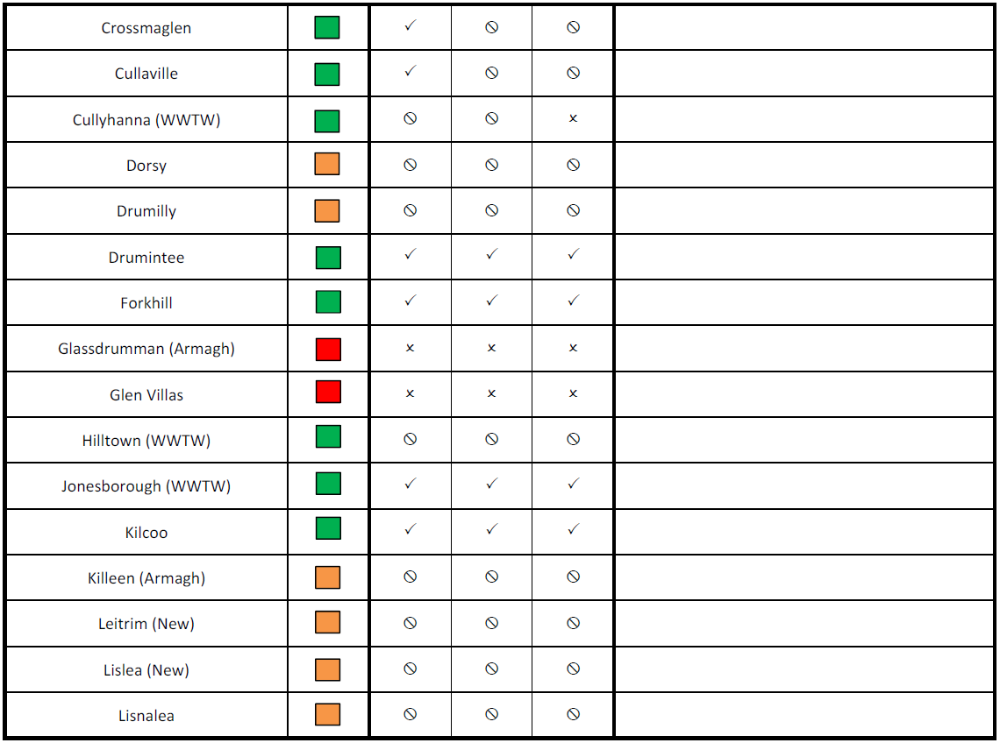 Crossmaglen ✓ 🛇 🛇
Cullaville ✓ 🛇 🛇
Cullyhanna (WWTW) 🛇 🛇 x
Dorsy 🛇 🛇 🛇
Drumilly 🛇 🛇 🛇
Drumintee ✓ ✓ ✓
Forkhill ✓ ✓ ✓
Glassdrumman (Armagh) x x x
Glen Villas x x x
Hilltown (WWTW) 🛇 🛇 🛇
Jonesborough (WWTW) ✓ ✓ ✓
Kilcoo ✓ ✓ ✓
Killeen (Armagh) 🛇 🛇 🛇
Leitrim (New) 🛇 🛇 🛇
Lislea (New) 🛇 🛇 🛇
Lisnalea 🛇 🛇 🛇